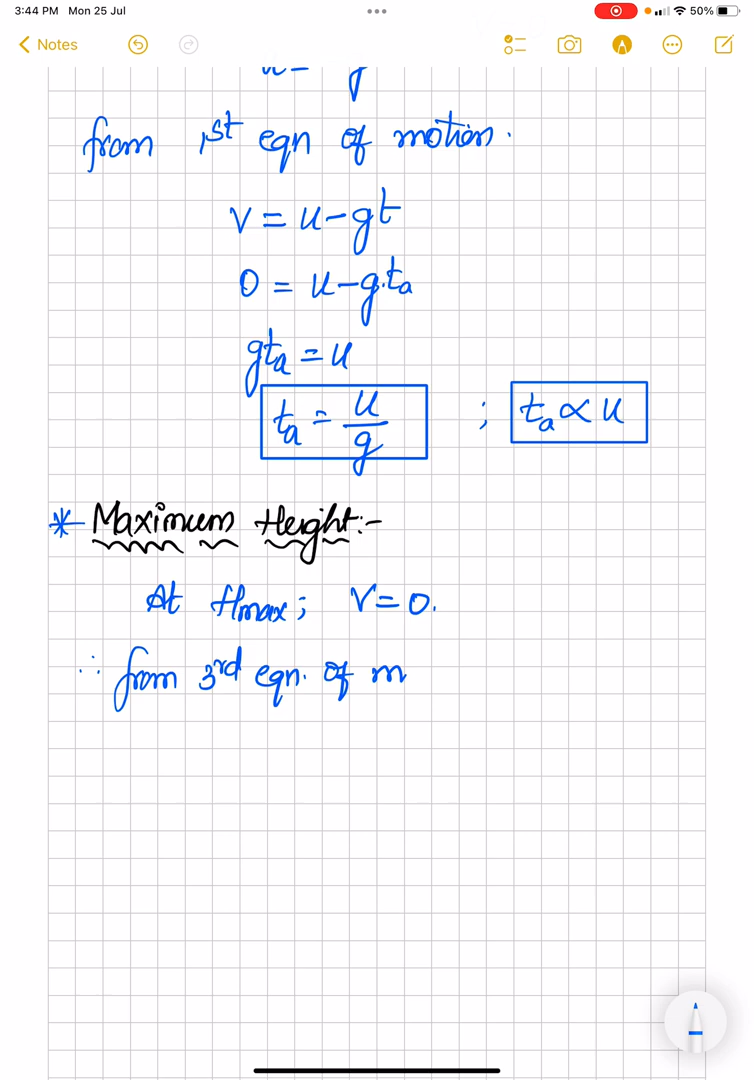 3:44 PM Mon 25 Jul
50%
Notes
from 1st eqn of motion.
v = u - gt
0 = u - g.ta
gta = u
ta = u/g ; ta ∝ u
* Maximum Height:-
At Hmax; v = 0.
∴ from 3rd eqn. of m